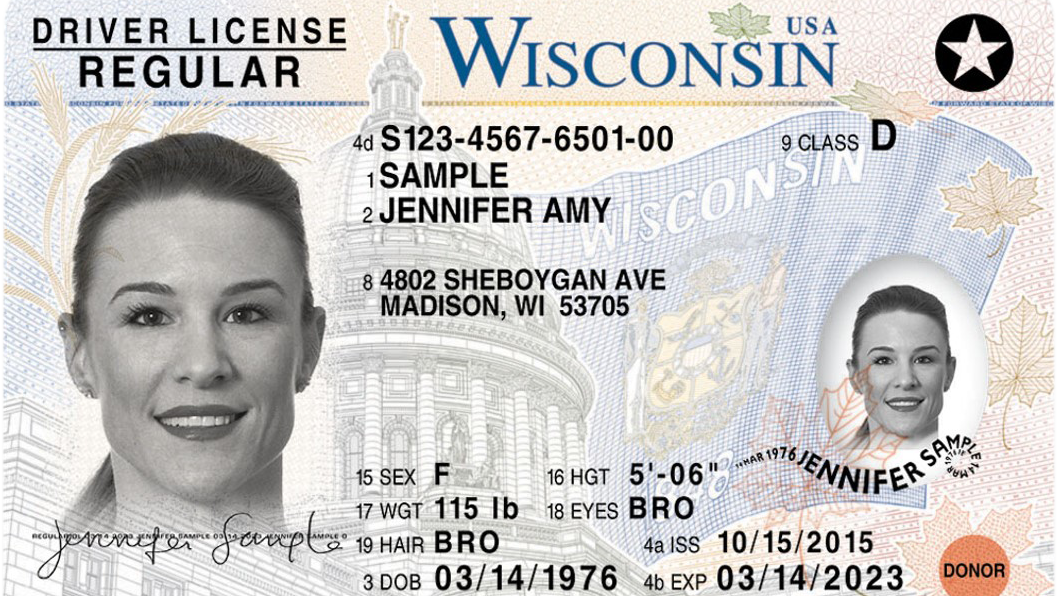 DRIVER LICENSE
REGULAR
WISCONSIN USA
4d S123-4567-6501-00
9 CLASS D
1 SAMPLE
2 JENNIFER AMY
8 4802 SHEBOYGAN AVE
MADISON, WI 53705
WISCONSIN
15 SEX F 16 HGT 5'-06"
17 WGT 115 lb 18 EYES BRO
19 HAIR BRO 4a ISS 10/15/2015
3 DOB 03/14/1976 4b EXP 03/14/2023
JENNIFER SAMPLE
Jennifer Sample
DONOR